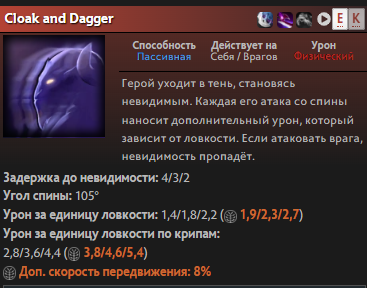 Cloak and Dagger
E K
Способность Действует на Урон
Пассивная Себя / Врагов Физический
Герой уходит в тень, становясь
невидимым. Каждая его атака со спины
наносит дополнительный урон, который
зависит от ловкости. Если атаковать врага,
невидимость пропадёт.
Задержка до невидимости: 4/3/2
Угол спины: 105°
Урон за единицу ловкости: 1,4/1,8/2,2 ( 1,9/2,3/2,7)
Урон за единицу ловкости по крипам:
2,8/3,6/4,4 ( 3,8/4,6/5,4)
Доп. скорость передвижения: 8%